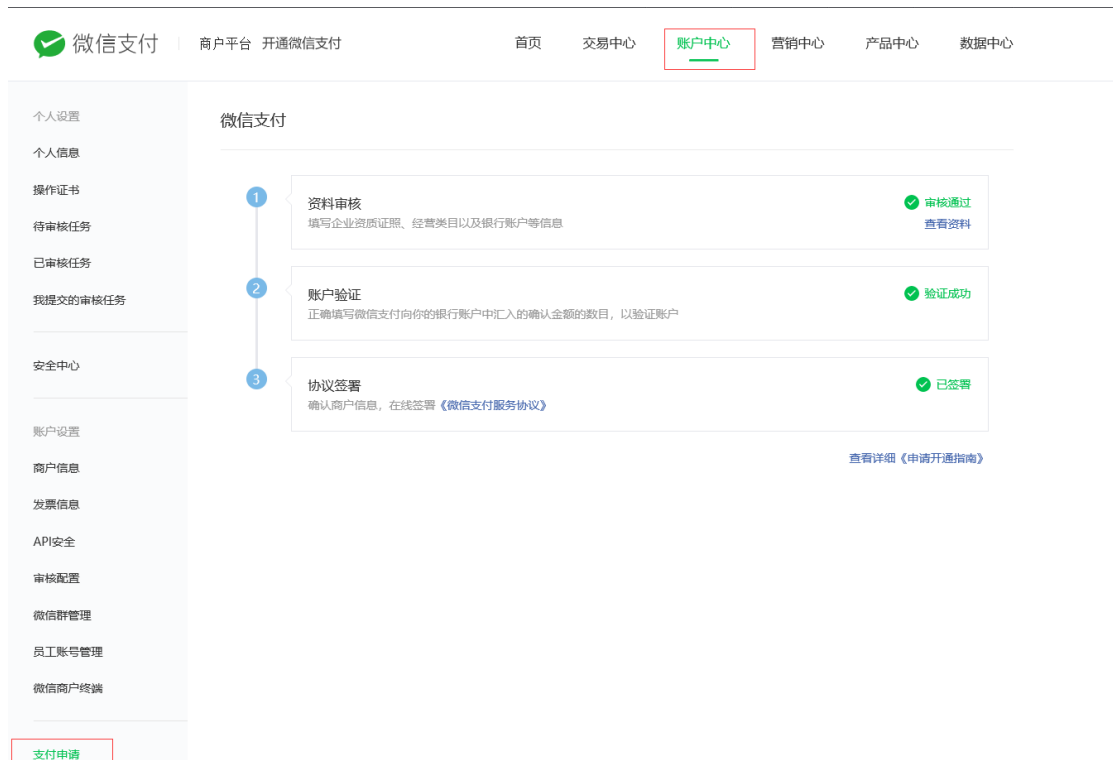 微信支付 商户平台 开通微信支付 首页 交易中心 账户中心 营销中心 产品中心 数据中心
个人设置
个人信息
操作证书
待审核任务
已审核任务
我提交的审核任务
安全中心
账户设置
商户信息
发票信息
API安全
审核配置
微信群管理
员工账号管理
微信商户终端
支付申请
微信支付
1 资料审核 审核通过
填写企业资质证照、经营类目以及银行账户等信息 查看资料
2 账户验证 验证成功
正确填写微信支付向你的银行账户中汇入的确认金额的数目，以验证账户
3 协议签署 已签署
确认商户信息，在线签署《微信支付服务协议》
查看详细《申请开通指南》